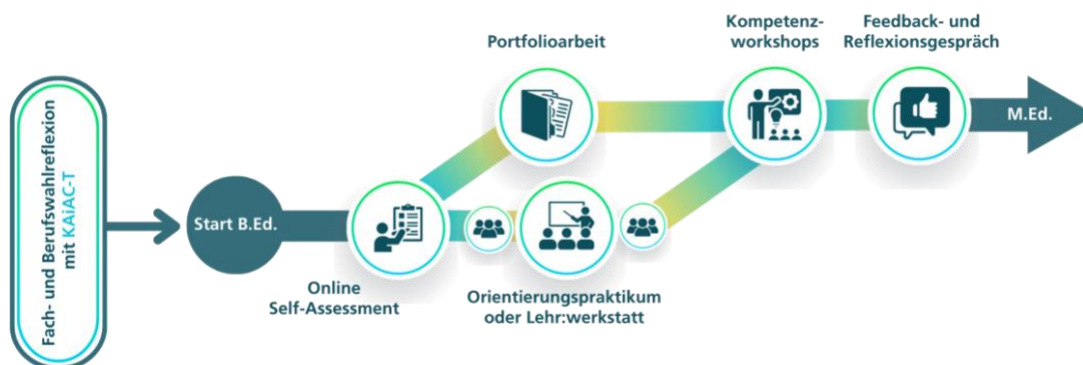 Fach- und Berufswahlreflexion
mit KAiAC-T
Start B.Ed.
Online
Self-Assessment
Portfolioarbeit
Orientierungspraktikum
oder Lehr:werkstatt
Kompetenz-
workshops
Feedback- und
Reflexionsgespräch
M.Ed.